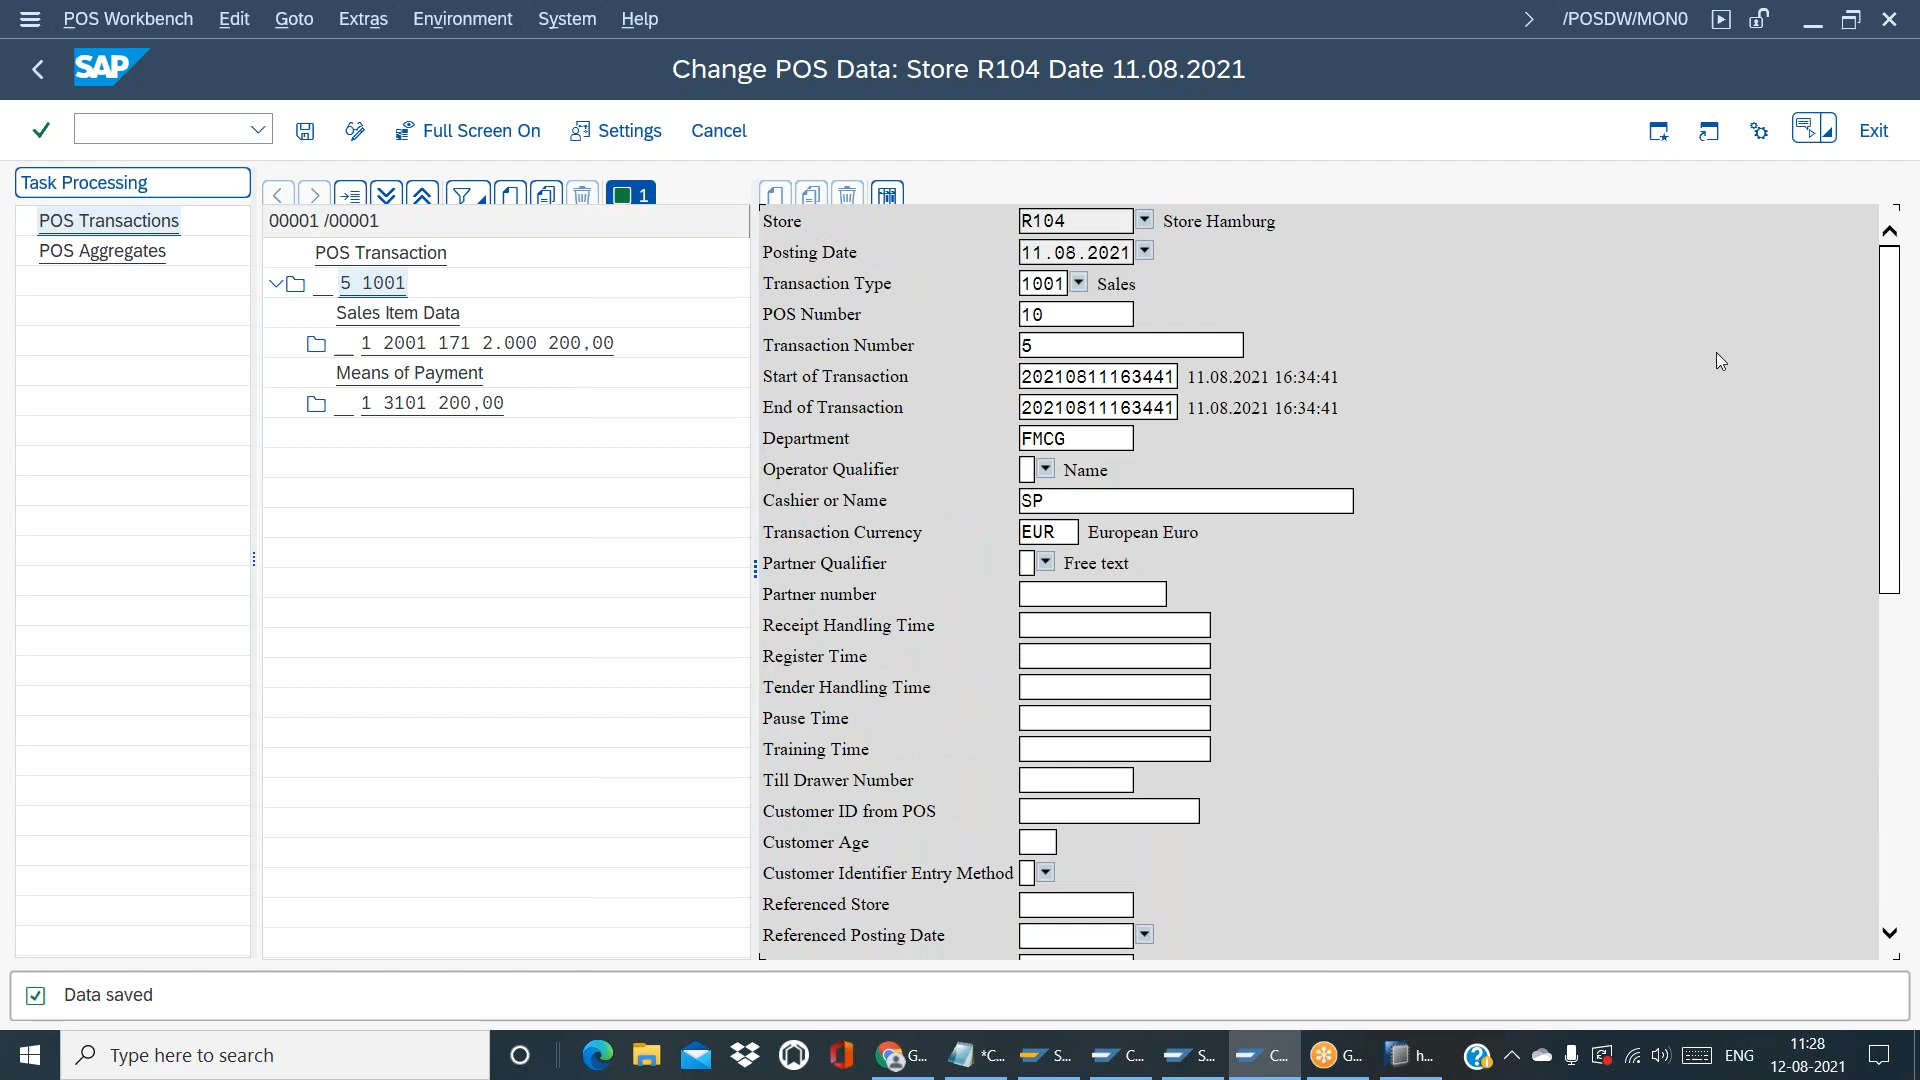 POS Workbench Edit Goto Extras Environment System Help /POSDW/MON0
SAP Change POS Data: Store R104 Date 11.08.2021
Full Screen On Settings Cancel Exit
Task Processing
POS Transactions
POS Aggregates
1
00001 /00001
POS Transaction
5 1001
Sales Item Data
1 2001 171 2.000 200,00
Means of Payment
1 3101 200,00
Store R104 Store Hamburg
Posting Date 11.08.2021
Transaction Type 1001 Sales
POS Number 10
Transaction Number 5
Start of Transaction 20210811163441 11.08.2021 16:34:41
End of Transaction 20210811163441 11.08.2021 16:34:41
Department FMCG
Operator Qualifier Name
Cashier or Name SP
Transaction Currency EUR European Euro
Partner Qualifier Free text
Partner number
Receipt Handling Time
Register Time
Tender Handling Time
Pause Time
Training Time
Till Drawer Number
Customer ID from POS
Customer Age
Customer Identifier Entry Method
Referenced Store
Referenced Posting Date
Data saved
Type here to search G... *C... S... C... S... C... G... h... ENG
11:28
12-08-2021